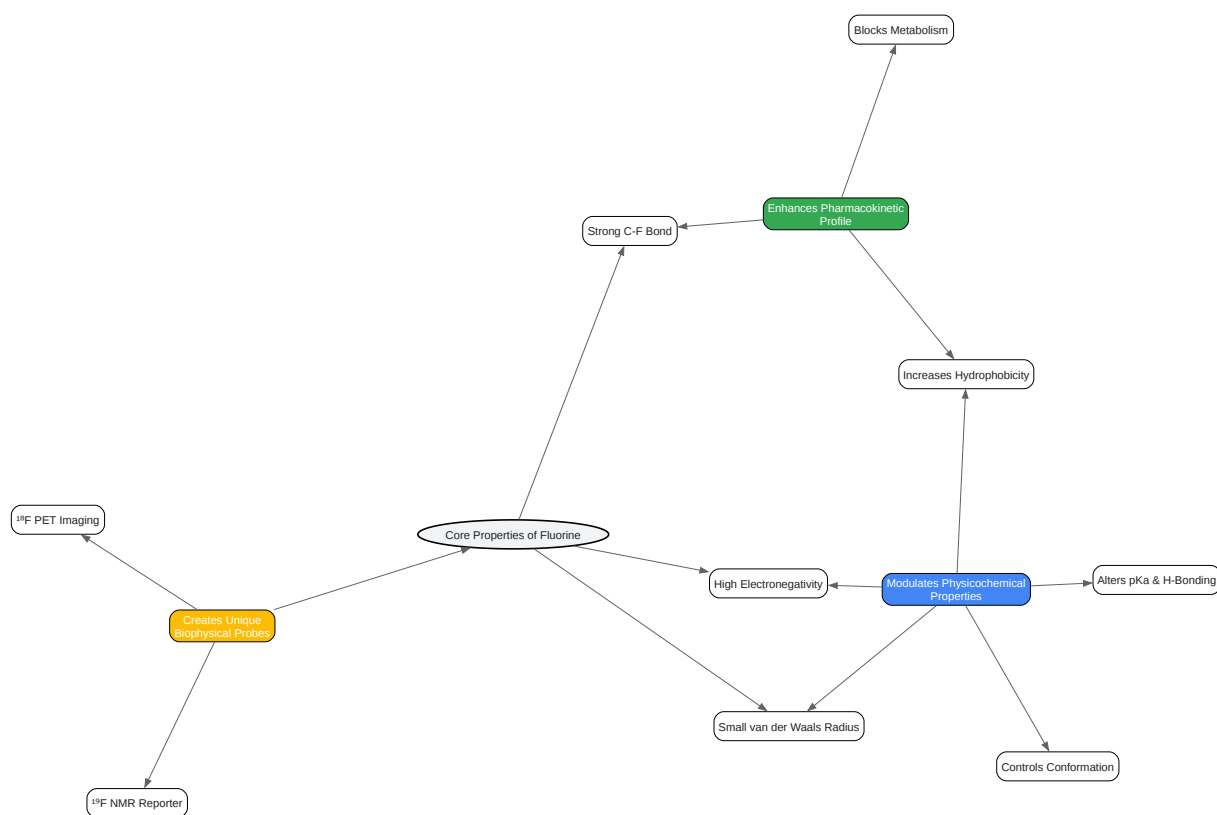 Blocks Metabolism
Enhances Pharmacokinetic
Profile
Strong C-F Bond
Increases Hydrophobicity
¹⁸F PET Imaging
Core Properties of Fluorine
High Electronegativity
Modulates Physicochemical
Properties
Alters pKa & H-Bonding
Creates Unique
Biophysical Probes
Small van der Waals Radius
Controls Conformation
¹⁹F NMR Reporter